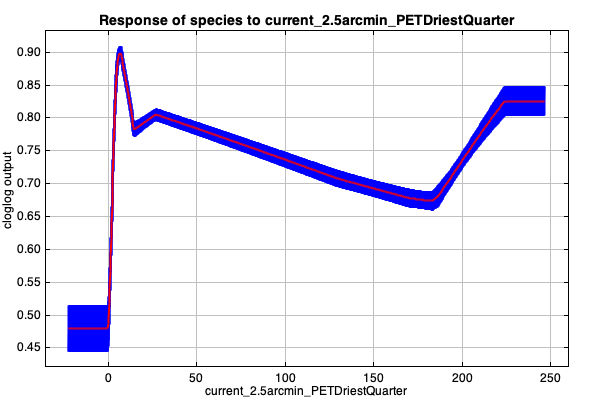 Response of species to current_2.5arcmin_PETDriestQuarter
cloglog output
0.90
0.85
0.80
0.75
0.70
0.65
0.60
0.55
0.50
0.45
0 50 100 150 200 250
current_2.5arcmin_PETDriestQuarter